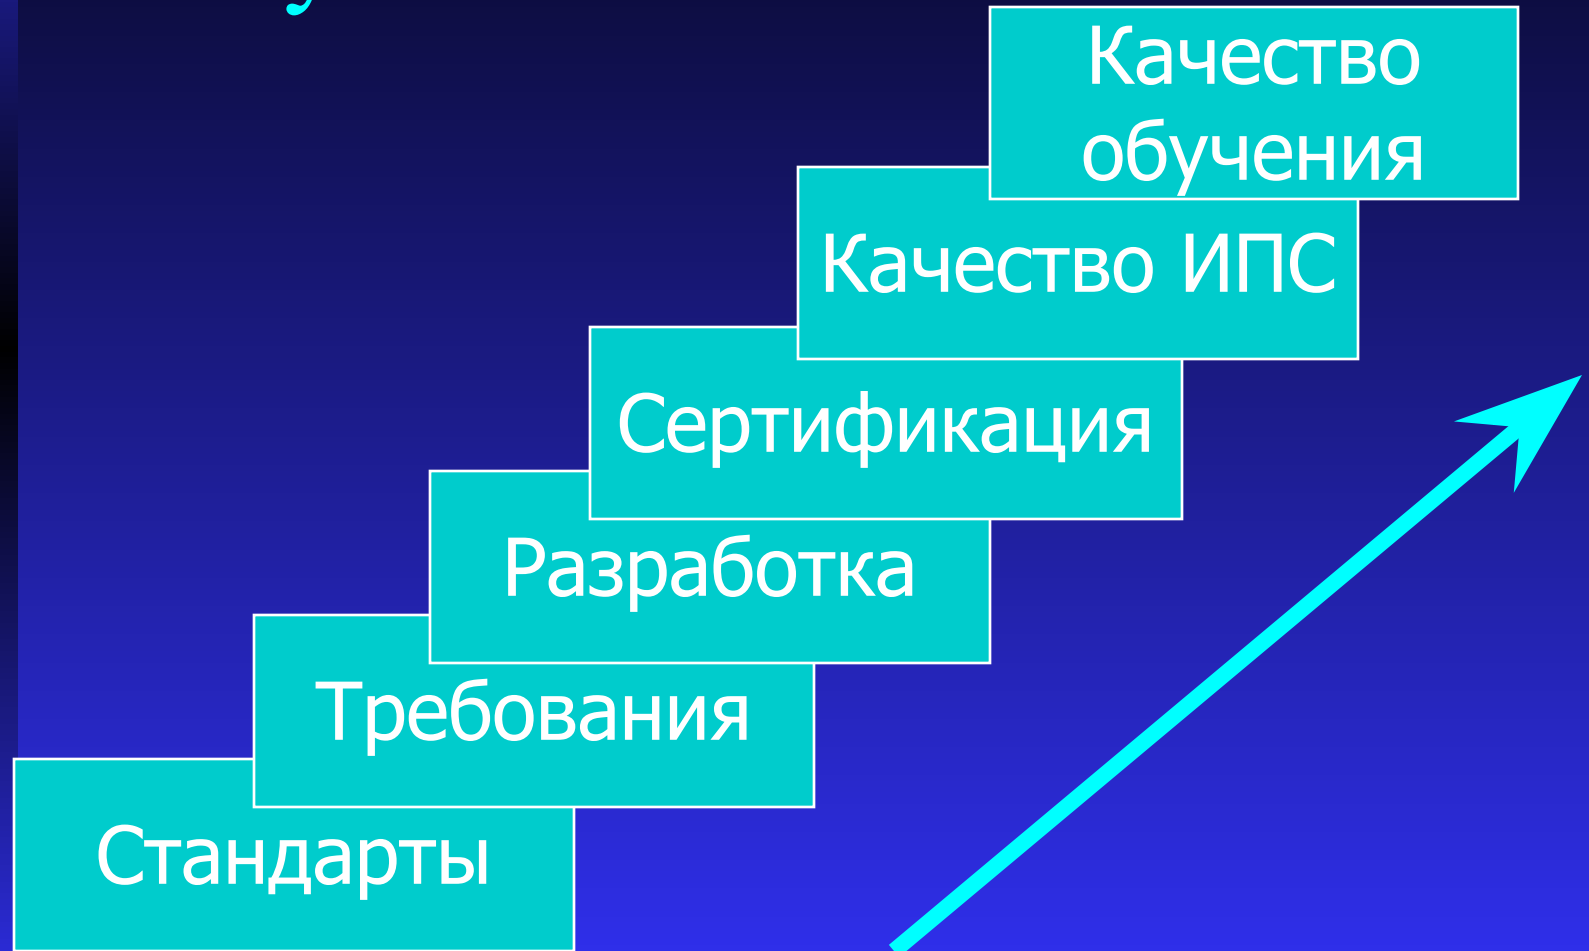 Качество
обучения
Качество ИПС
Сертификация
Разработка
Требования
Стандарты